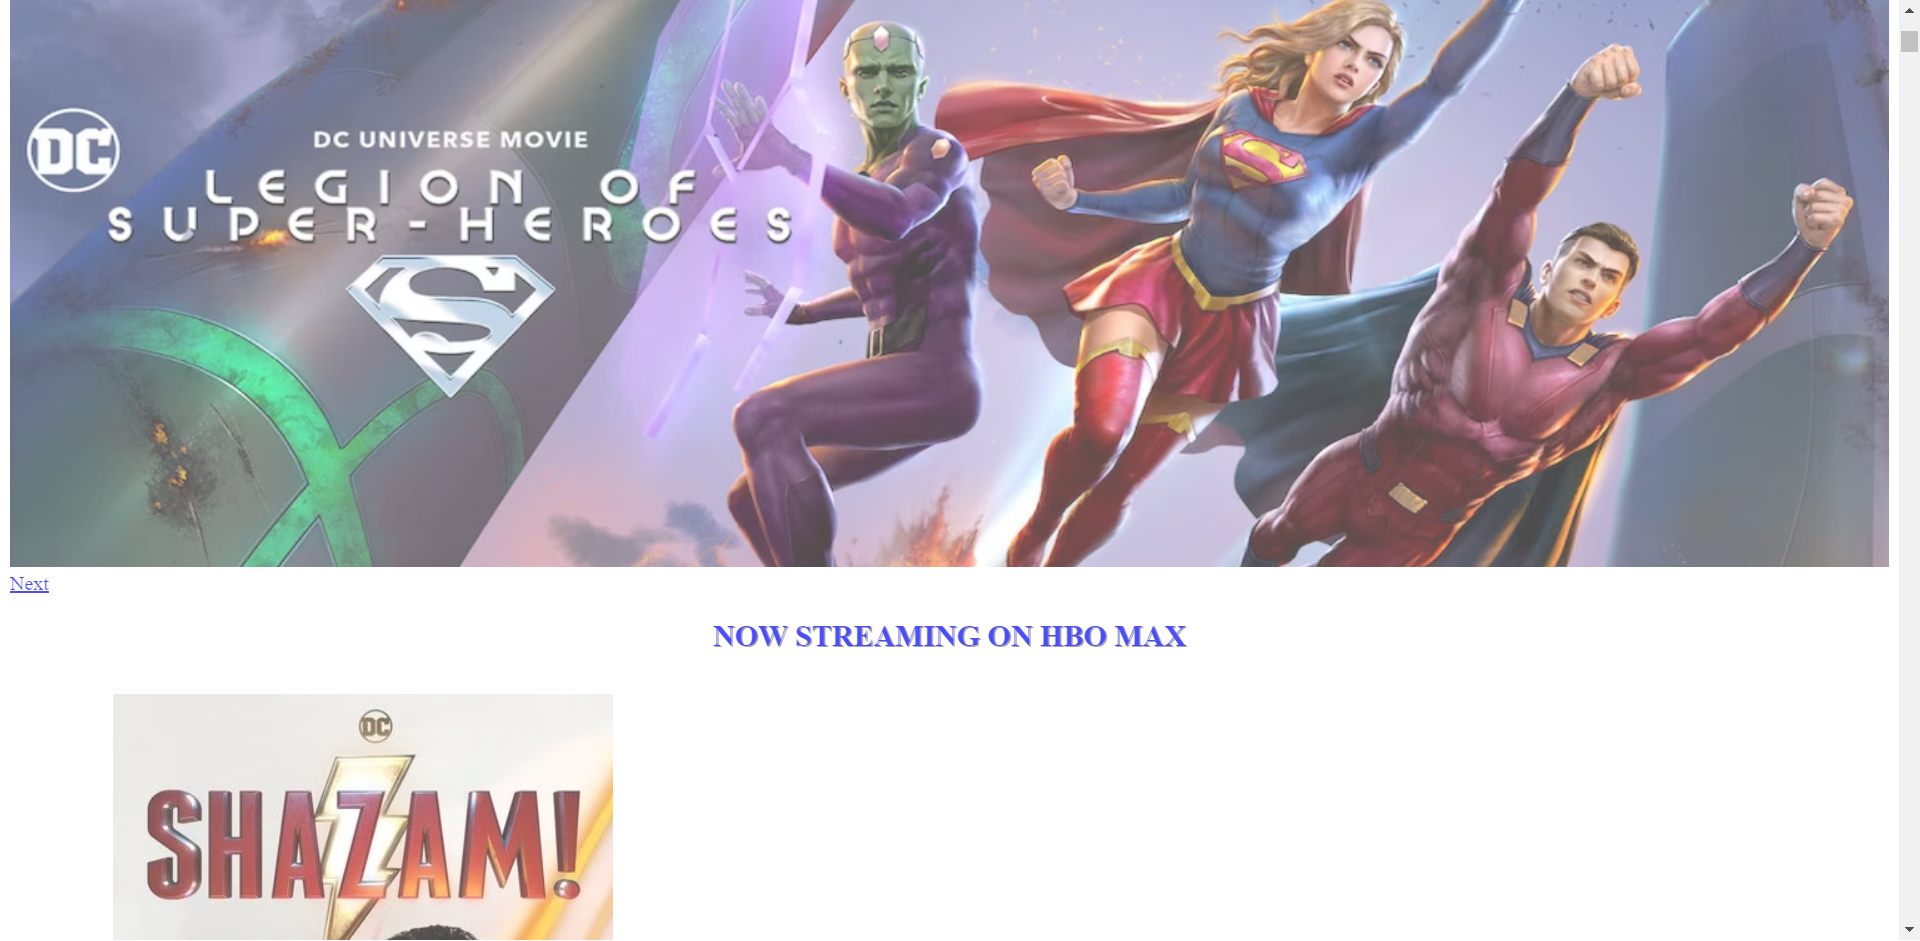 DC
DC UNIVERSE MOVIE
LEGION OF
SUPER-HEROES
S
Next
NOW STREAMING ON HBO MAX
DC
SHAZAM!